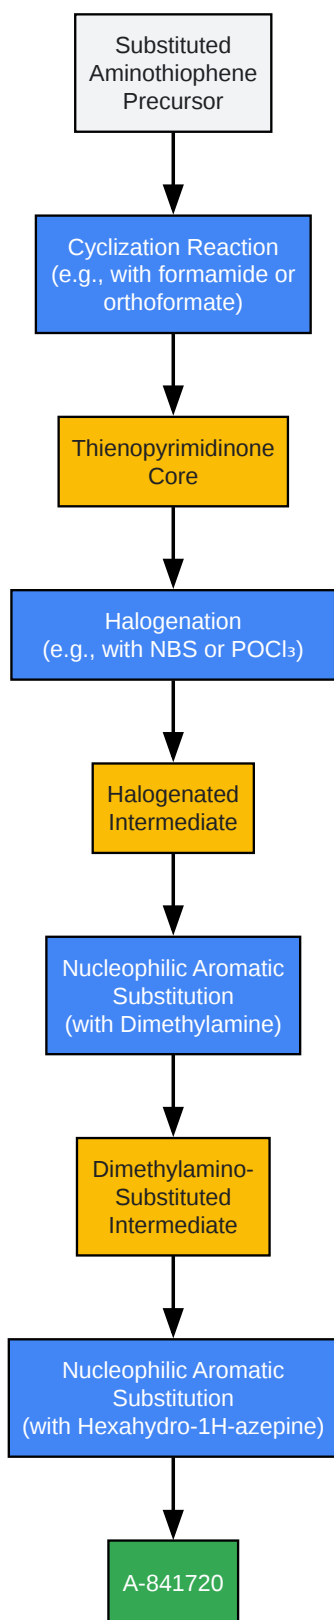 Substituted
Aminothiophene
Precursor
Cyclization Reaction
(e.g., with formamide or
orthoformate)
Thienopyrimidinone
Core
Halogenation
(e.g., with NBS or POCl₃)
Halogenated
Intermediate
Nucleophilic Aromatic
Substitution
(with Dimethylamine)
Dimethylamino-
Substituted
Intermediate
Nucleophilic Aromatic
Substitution
(with Hexahydro-1H-azepine)
A-841720